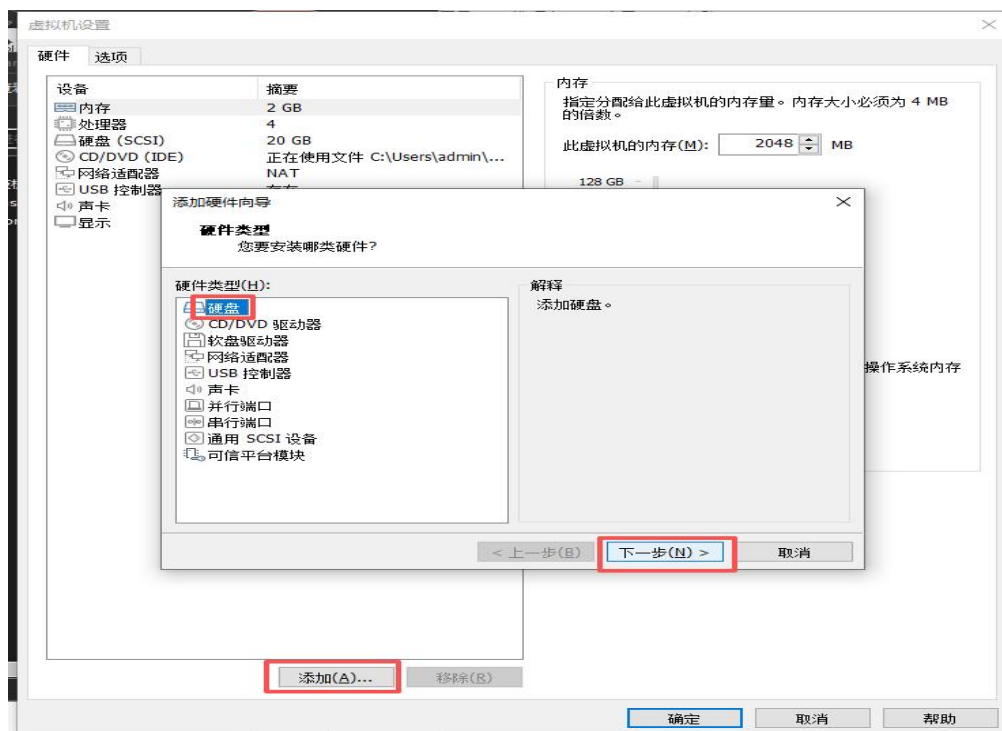 虚拟机设置
硬件 选项
设备 摘要
内存 2 GB
处理器 4
硬盘 (SCSI) 20 GB
CD/DVD (IDE) 正在使用文件 C:\Users\admin\...
网络适配器 NAT
USB 控制器
声卡
显示
内存
指定分配给此虚拟机的内存量。内存大小必须为 4 MB
的倍数。
此虚拟机的内存(M): 2048 MB
128 GB
添加硬件向导
硬件类型
您要安装哪类硬件?
硬件类型(H):
硬盘
CD/DVD 驱动器
软盘驱动器
网络适配器
USB 控制器
声卡
并行端口
串行端口
通用 SCSI 设备
可信平台模块
解释
添加硬盘。
操作系统内存
< 上一步(B) 下一步(N) > 取消
添加(A)... 移除(R)
确定 取消 帮助